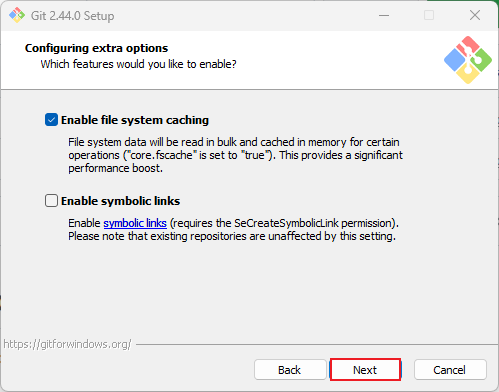 Git 2.44.0 Setup
Configuring extra options
Which features would you like to enable?
Enable file system caching
File system data will be read in bulk and cached in memory for certain
operations ("core.fscache" is set to "true"). This provides a significant
performance boost.
Enable symbolic links
Enable symbolic links (requires the SeCreateSymbolicLink permission).
Please note that existing repositories are unaffected by this setting.
https://gitforwindows.org/
Back
Next
Cancel